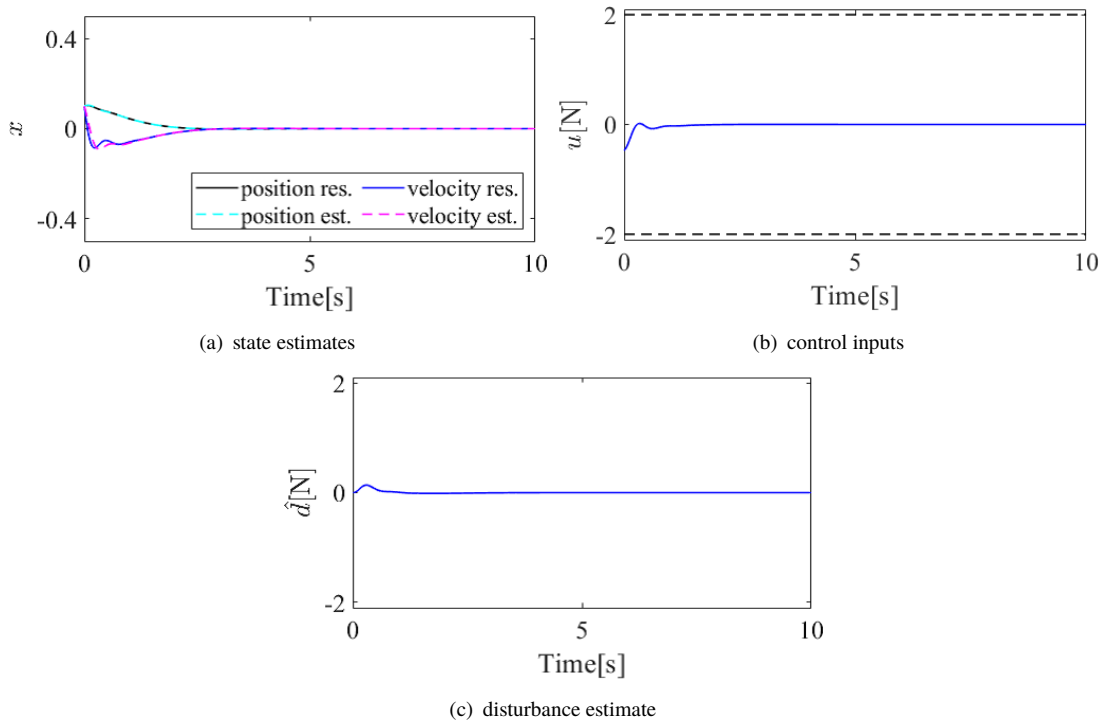 0.4
0
-0.4
x
position res.
velocity res.
position est.
velocity est.
0
5
10
Time[s]
(a) state estimates
2
0
-2
u[N]
0
5
10
Time[s]
(b) control inputs
2
0
-2
d̂[N]
0
5
10
Time[s]
(c) disturbance estimate